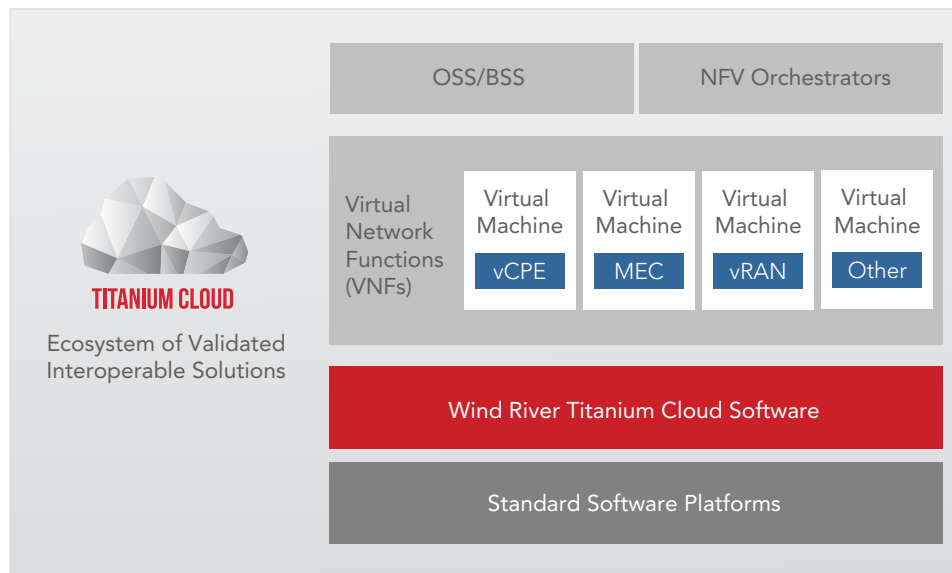 OSS/BSS
NFV Orchestrators
Virtual
Network
Functions
(VNFs)
Virtual
Machine
vCPE
Virtual
Machine
MEC
Virtual
Machine
vRAN
Virtual
Machine
Other
TITANIUM CLOUD
Ecosystem of Validated
Interoperable Solutions
Wind River Titanium Cloud Software
Standard Software Platforms